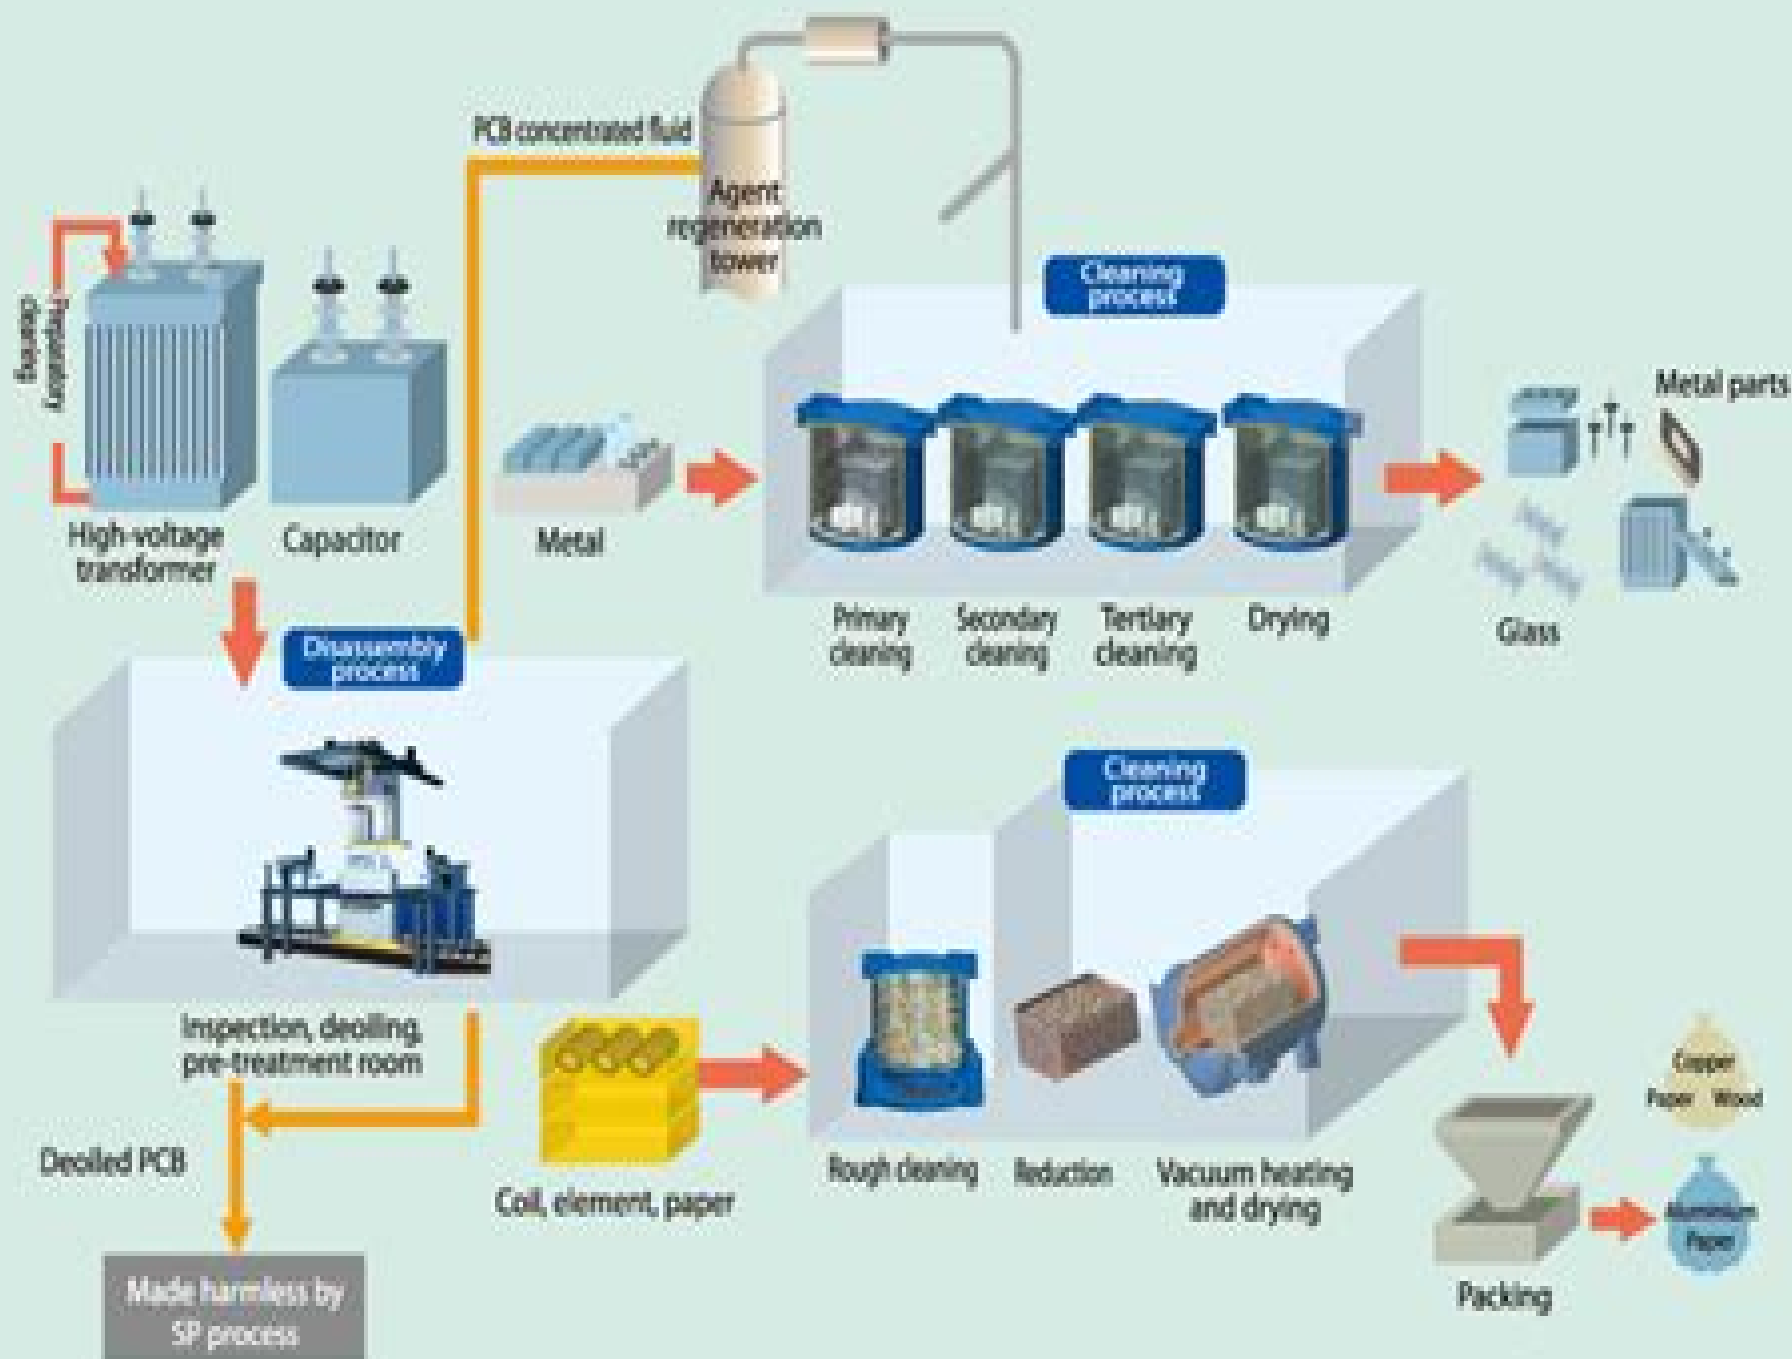 PCB concentrated fluid
Agent
regeneration
tower
Cleaning
process
Preparatory
cleaning
High-voltage
transformer
Capacitor
Metal
Metal parts
Glass
Primary
cleaning
Secondary
cleaning
Tertiary
cleaning
Drying
Disassembly
process
Inspection, deoiling,
pre-treatment room
Deoiled PCB
Made harmless by
SP process
Coil, element, paper
Cleaning
process
Rough cleaning
Reduction
Vacuum heating
and drying
Packing
Copper
Paper Wood
Aluminium
Paper